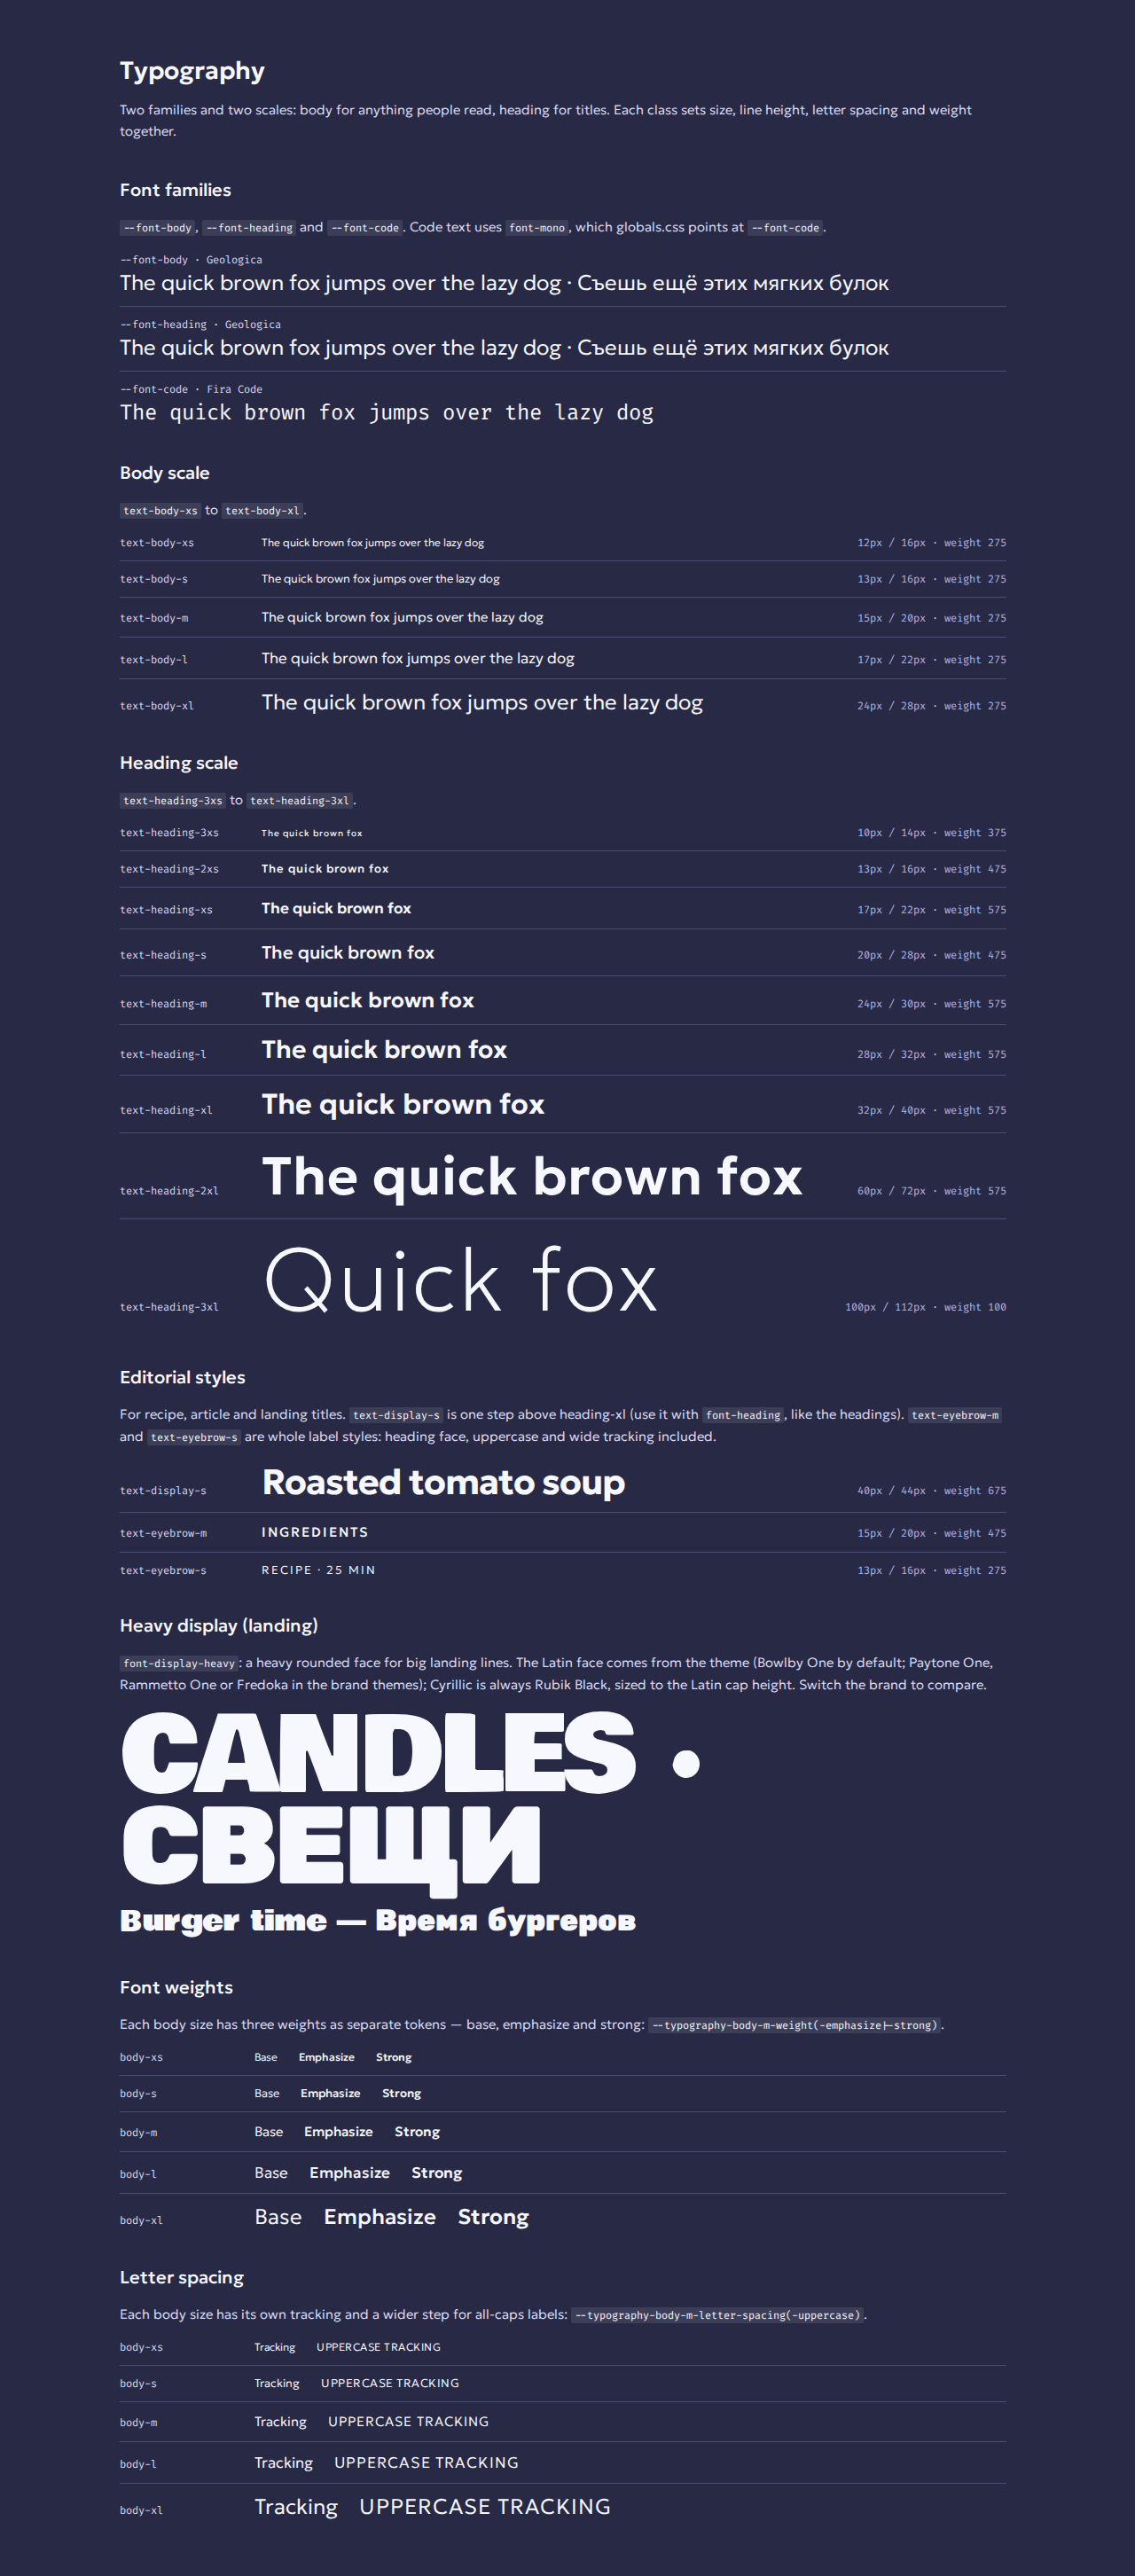 Typography
Two families and two scales: body for anything people read, heading for titles. Each class sets size, line height, letter spacing and weight
together.
Font families
--font-body, --font-heading and --font-code. Code text uses font-mono, which globals.css points at --font-code.
--font-body · Geologica
The quick brown fox jumps over the lazy dog · Съешь ещё этих мягких булок
--font-heading · Geologica
The quick brown fox jumps over the lazy dog · Съешь ещё этих мягких булок
--font-code · Fira Code
The quick brown fox jumps over the lazy dog
Body scale
text-body-xs to text-body-xl.
text-body-xs The quick brown fox jumps over the lazy dog 12px / 16px · weight 275
text-body-s The quick brown fox jumps over the lazy dog 13px / 16px · weight 275
text-body-m The quick brown fox jumps over the lazy dog 15px / 20px · weight 275
text-body-l The quick brown fox jumps over the lazy dog 17px / 22px · weight 275
text-body-xl The quick brown fox jumps over the lazy dog 24px / 28px · weight 275
Heading scale
text-heading-3xs to text-heading-3xl.
text-heading-3xs The quick brown fox 10px / 14px · weight 375
text-heading-2xs The quick brown fox 13px / 16px · weight 475
text-heading-xs The quick brown fox 17px / 22px · weight 575
text-heading-s The quick brown fox 20px / 28px · weight 475
text-heading-m The quick brown fox 24px / 30px · weight 575
text-heading-l The quick brown fox 28px / 32px · weight 575
text-heading-xl The quick brown fox 32px / 40px · weight 575
text-heading-2xl The quick brown fox 60px / 72px · weight 575
text-heading-3xl Quick fox 100px / 112px · weight 100
Editorial styles
For recipe, article and landing titles. text-display-s is one step above heading-xl (use it with font-heading, like the headings). text-eyebrow-m
and text-eyebrow-s are whole label styles: heading face, uppercase and wide tracking included.
text-display-s Roasted tomato soup 40px / 44px · weight 675
text-eyebrow-m INGREDIENTS 15px / 20px · weight 475
text-eyebrow-s RECIPE · 25 MIN 13px / 16px · weight 275
Heavy display (landing)
font-display-heavy: a heavy rounded face for big landing lines. The Latin face comes from the theme (Bowlby One by default; Paytone One,
Rammetto One or Fredoka in the brand themes); Cyrillic is always Rubik Black, sized to the Latin cap height. Switch the brand to compare.
CANDLES ·
СВЕЩИ
Burger time — Время бургеров
Font weights
Each body size has three weights as separate tokens — base, emphasize and strong: --typography-body-m-weight(-emphasize|-strong).
body-xs Base Emphasize Strong
body-s Base Emphasize Strong
body-m Base Emphasize Strong
body-l Base Emphasize Strong
body-xl Base Emphasize Strong
Letter spacing
Each body size has its own tracking and a wider step for all-caps labels: --typography-body-m-letter-spacing(-uppercase).
body-xs Tracking UPPERCASE TRACKING
body-s Tracking UPPERCASE TRACKING
body-m Tracking UPPERCASE TRACKING
body-l Tracking UPPERCASE TRACKING
body-xl Tracking UPPERCASE TRACKING